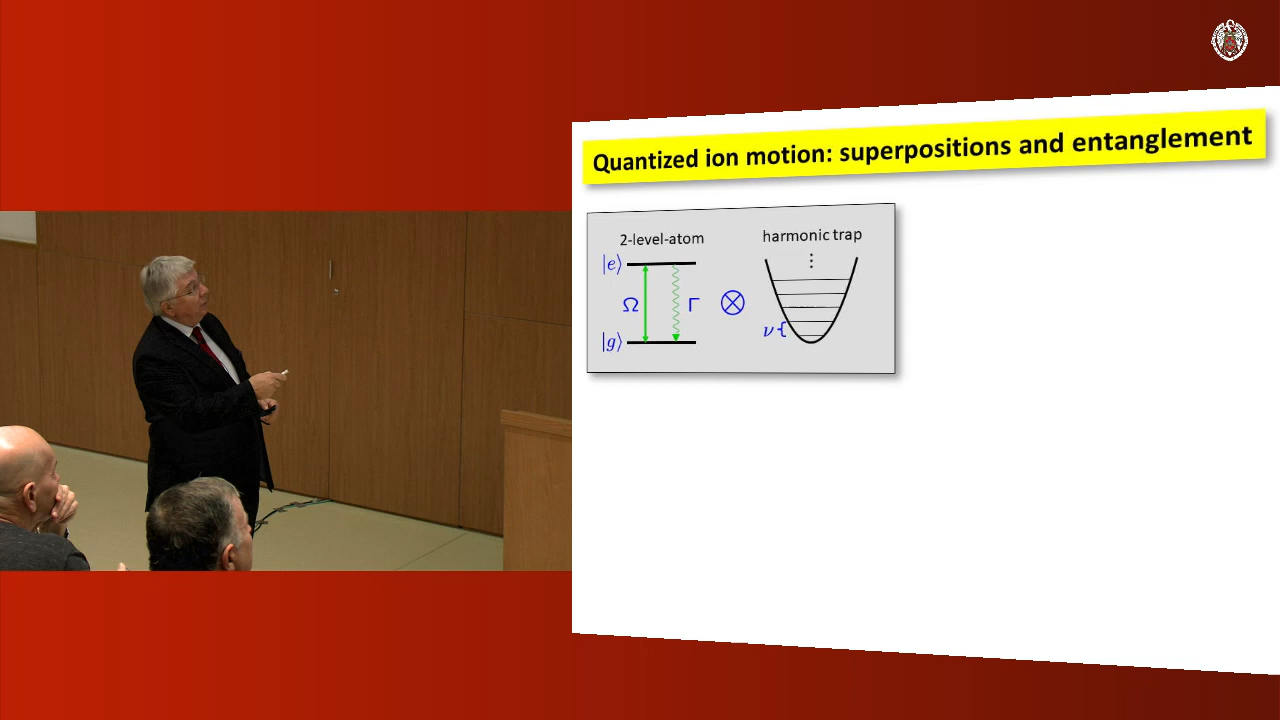 Quantized ion motion: superpositions and entanglement
2-level-atom
harmonic trap
|e⟩
⋮
Ω
Γ
⊗
ν{
|g⟩